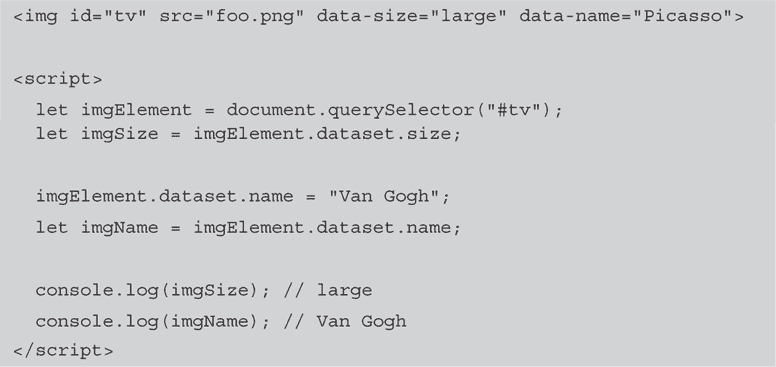 <img id="tv" src="foo.png" data-size="large" data-name="Picasso">
<script>
let imgElement = document.querySelector("#tv");
let imgSize = imgElement.dataset.size;
imgElement.dataset.name = "Van Gogh";
let imgName = imgElement.dataset.name;
console.log(imgSize); // large
console.log(imgName); // Van Gogh
</script>